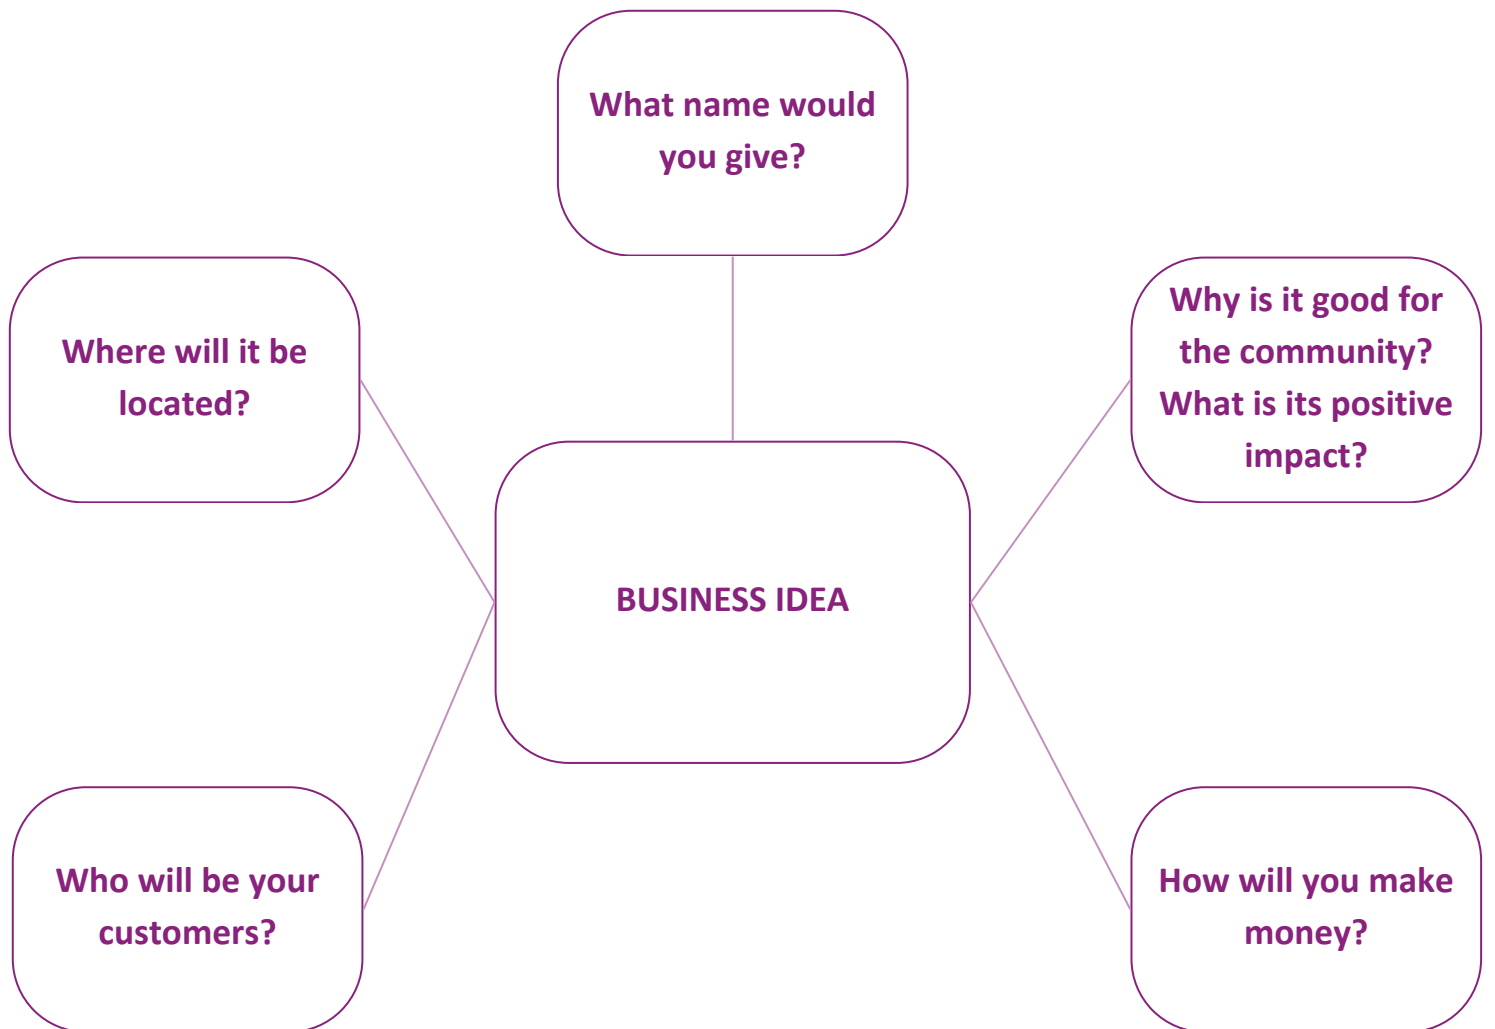 What name would
you give?
Where will it be
located?
Why is it good for
the community?
What is its positive
impact?
BUSINESS IDEA
Who will be your
customers?
How will you make
money?